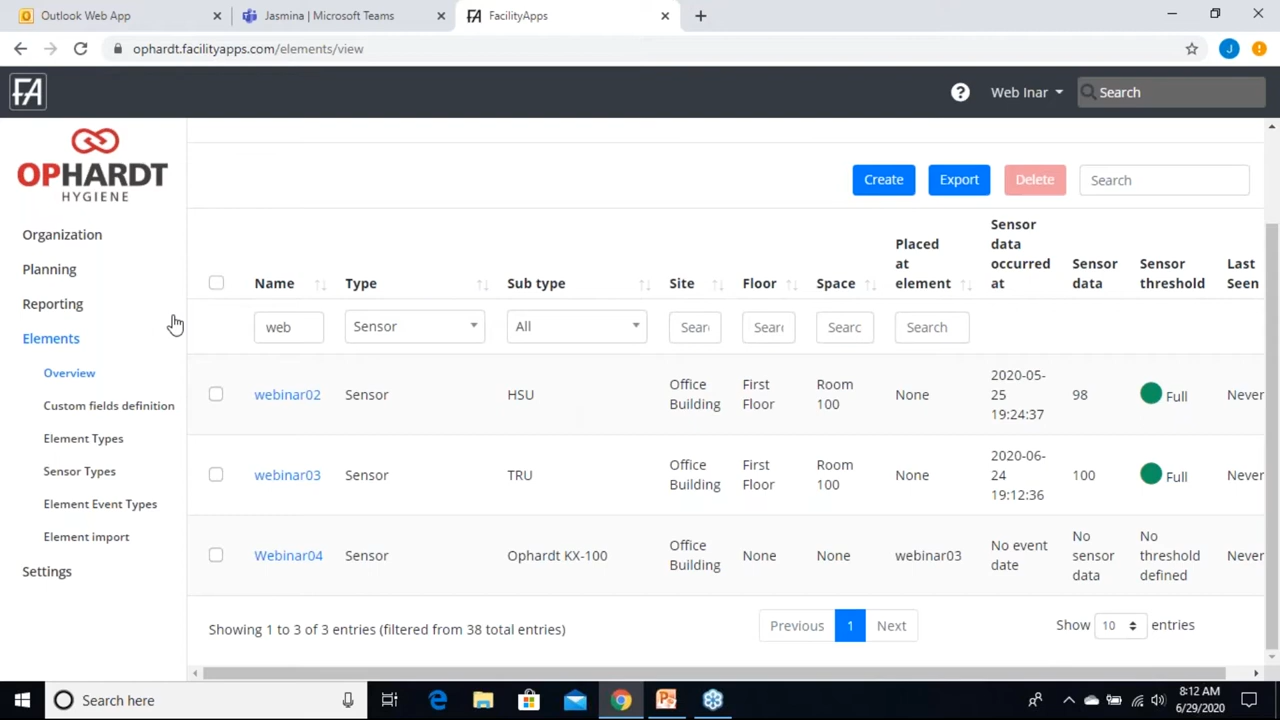 Outlook Web App
Jasmina | Microsoft Teams
FacilityApps
ophardt.facilityapps.com/elements/view
J
FA
Web Inar
Search
OPHARDT
HYGIENE
Organization
Planning
Reporting
Elements
Overview
Custom fields definition
Element Types
Sensor Types
Element Event Types
Element import
Settings
Create
Export
Delete
Search
Name
Type
Sub type
Site
Floor
Space
Placed
at
element
Sensor
data
occurred
at
Sensor
data
Sensor
threshold
Last
Seen
web
Sensor
All
Sear
Sear
Searc
Search
webinar02
Sensor
HSU
Office
Building
First
Floor
Room
100
None
2020-05-
25
19:24:37
98
Full
Never
webinar03
Sensor
TRU
Office
Building
First
Floor
Room
100
None
2020-06-
24
19:12:36
100
Full
Never
Webinar04
Sensor
Ophardt KX-100
Office
Building
None
None
webinar03
No event
date
No
sensor
data
No
threshold
defined
Never
Showing 1 to 3 of 3 entries (filtered from 38 total entries)
Previous
1
Next
Show 10 entries
Search here
8:12 AM
6/29/2020